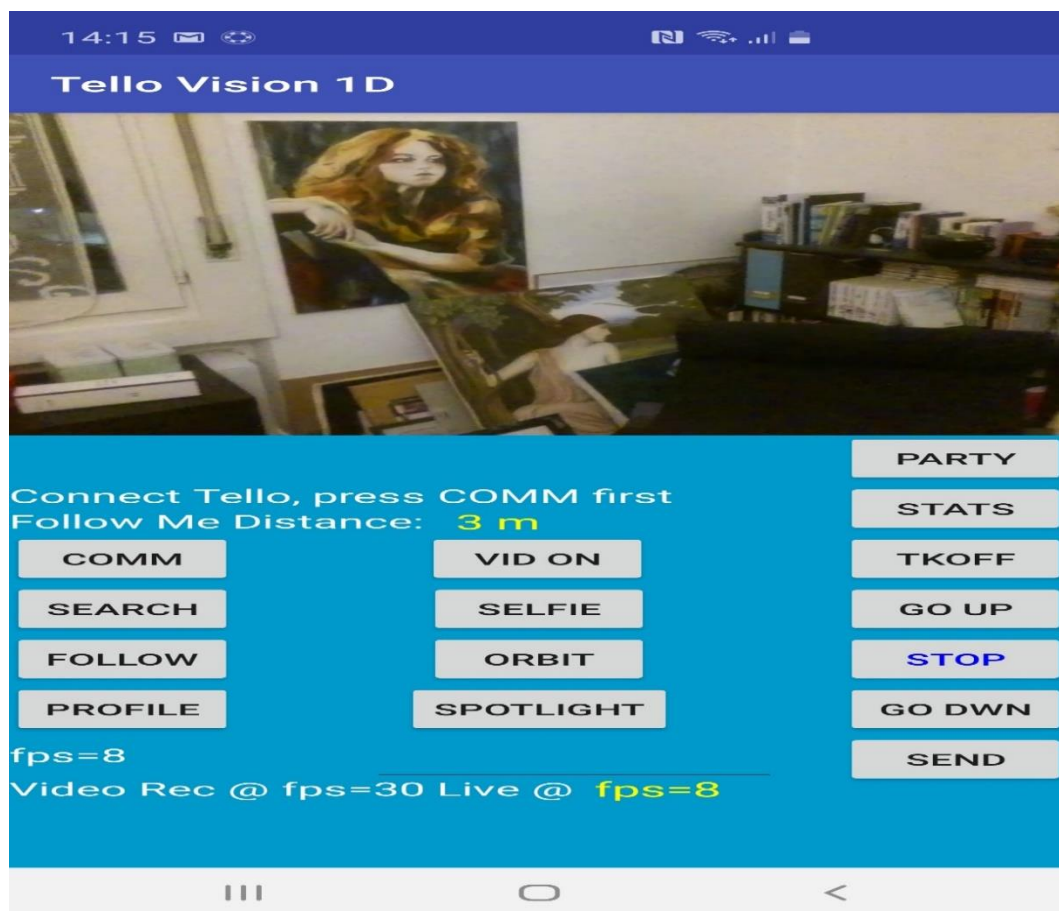 14:15
Tello Vision 1D
PARTY
Connect Tello, press COMM first
STATS
Follow Me Distance: 3 m
COMM VID ON TKOFF
SEARCH SELFIE GO UP
FOLLOW ORBIT STOP
PROFILE SPOTLIGHT GO DWN
fps=8 SEND
Video Rec @ fps=30 Live @ fps=8